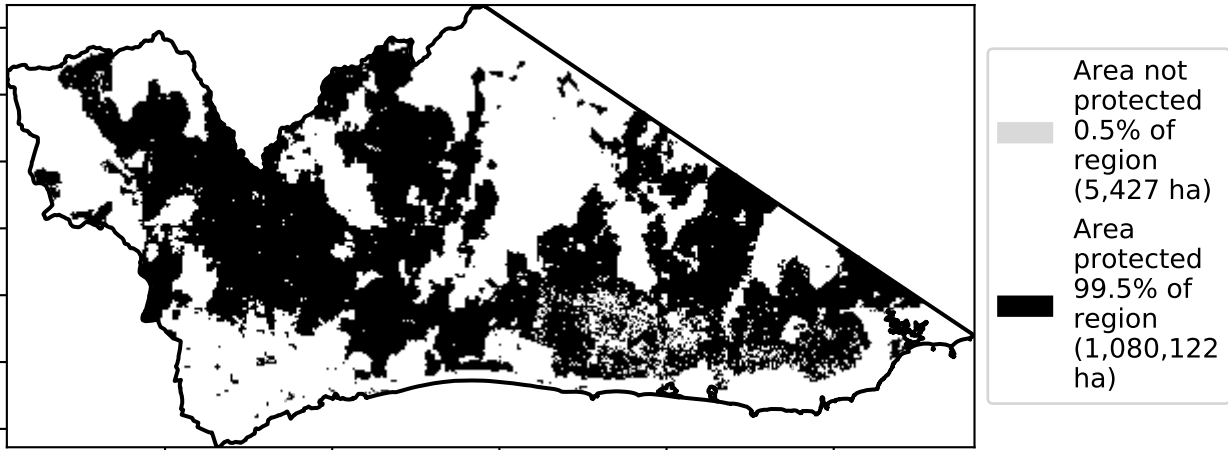 Area not
protected
0.5% of
region
(5,427 ha)
Area
protected
99.5% of
region
(1,080,122
ha)